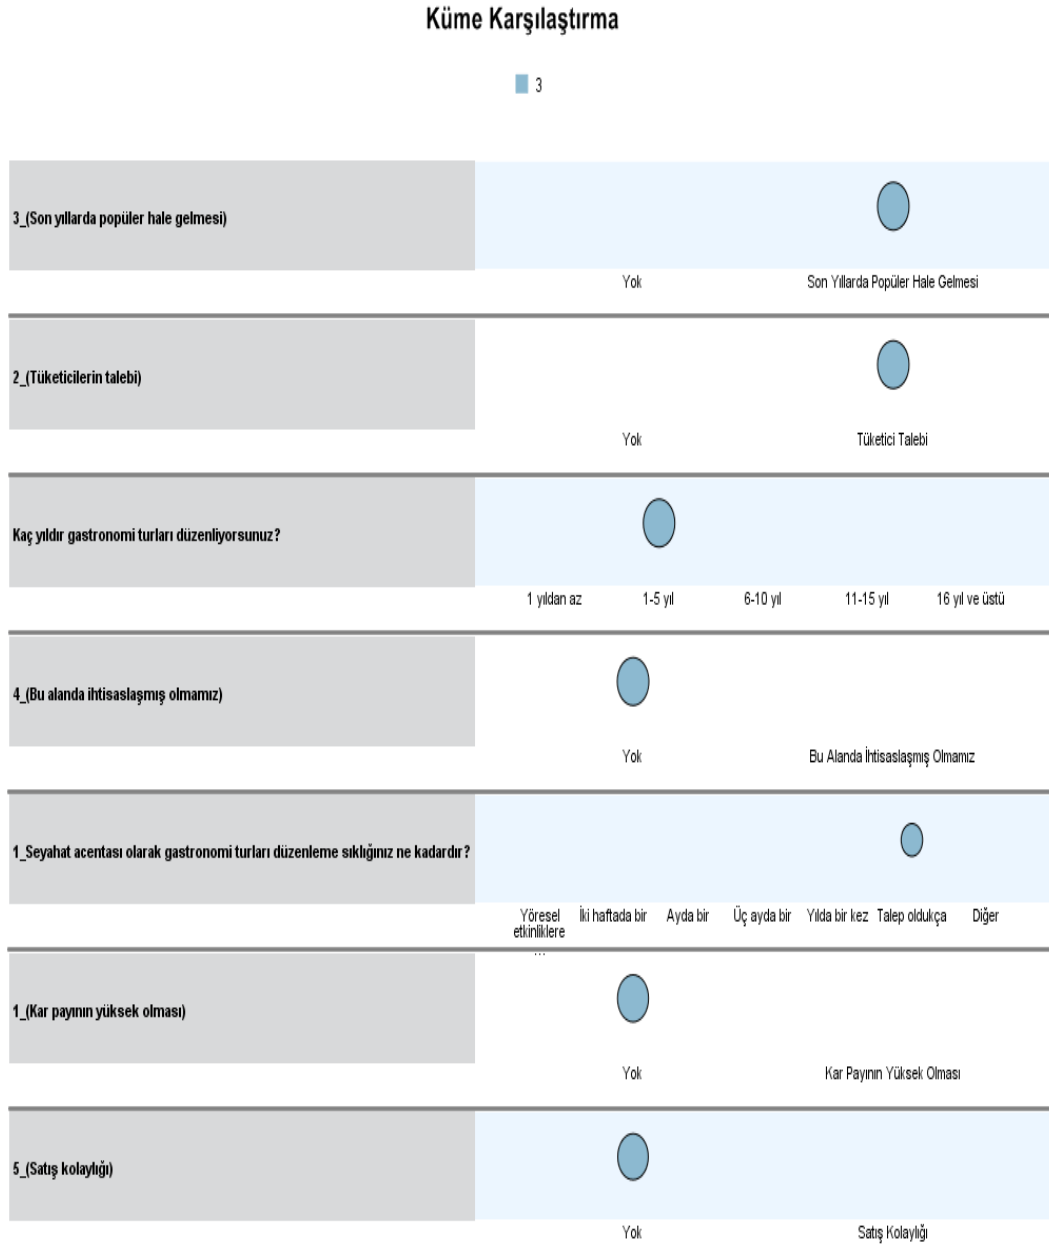 Küme Karşılaştırma
3
3_(Son yıllarda popüler hale gelmesi)
Yok Son Yıllarda Popüler Hale Gelmesi
2_(Tüketicilerin talebi)
Yok Tüketici Talebi
Kaç yıldır gastronomi turları düzenliyorsunuz?
1 yıldan az 1-5 yıl 6-10 yıl 11-15 yıl 16 yıl ve üstü
4_(Bu alanda ihtisaslaşmış olmamız)
Yok Bu Alanda İhtisaslaşmış Olmamız
1_Seyahat acentası olarak gastronomi turları düzenleme sıklığınız ne kadardır?
Yöresel İki haftada bir Ayda bir Üç ayda bir Yılda bir kez Talep oldukça Diğer
etkinliklere
...
1_(Kar payının yüksek olması)
Yok Kar Payının Yüksek Olması
5_(Satış kolaylığı)
Yok Satış Kolaylığı